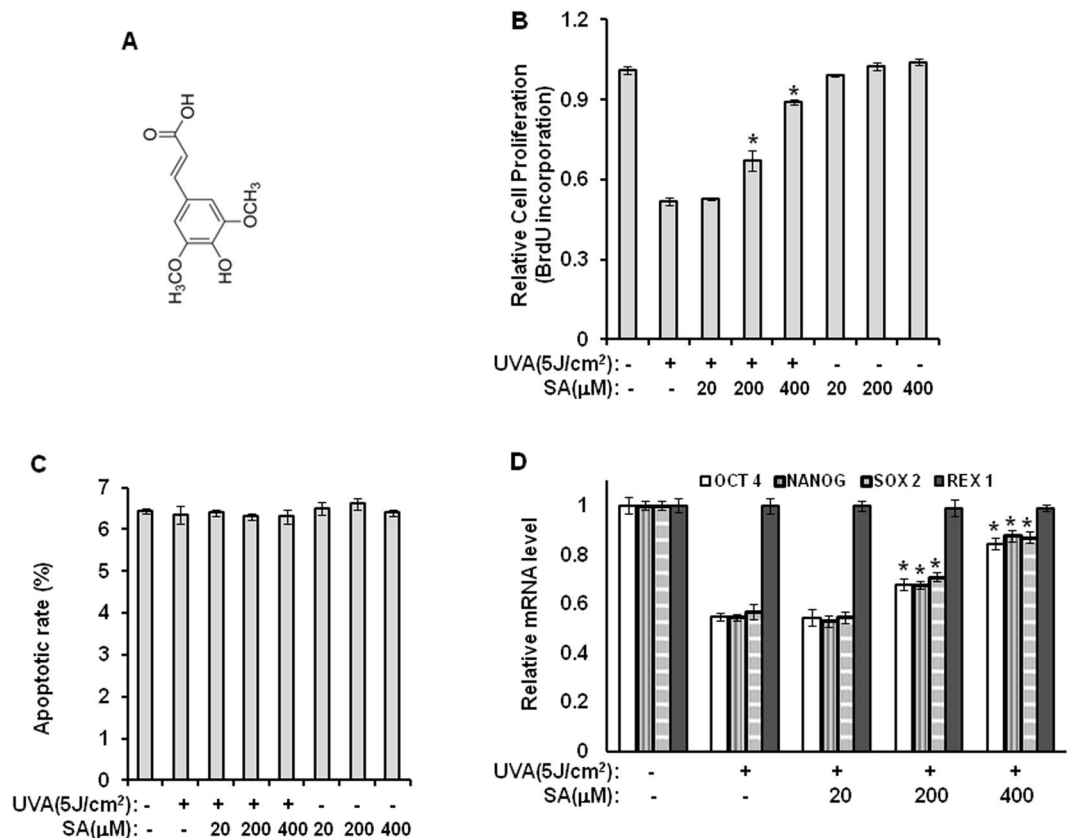 A
OH
O
OCH₃
H₃CO
HO
B
Relative Cell Proliferation
(BrdU incorporation)
1.2
0.9
0.6
0.3
0
* *
UVA(5J/cm²): - + + + + - - -
SA(μM): - - 20 200 400 20 200 400
C
Apoptotic rate (%)
7
6
5
4
3
2
1
0
UVA(5J/cm²): - + + + + - - -
SA(μM): - - 20 200 400 20 200 400
D
OCT 4 NANOG SOX 2 REX 1
Relative mRNA level
1
0.8
0.6
0.4
0.2
0
* * * * * *
UVA(5J/cm²): - + + + +
SA(μM): - - 20 200 400